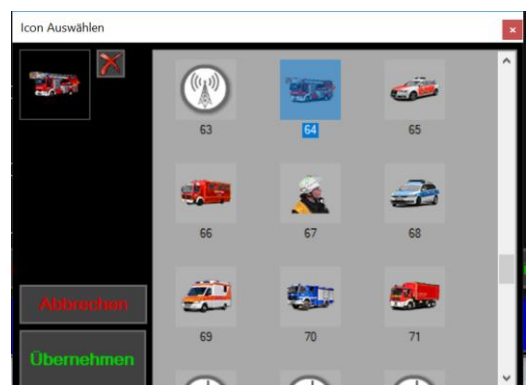 Icon Auswählen
63 64 65
66 67 68
69 70 71
Abbrechen
Übernehmen